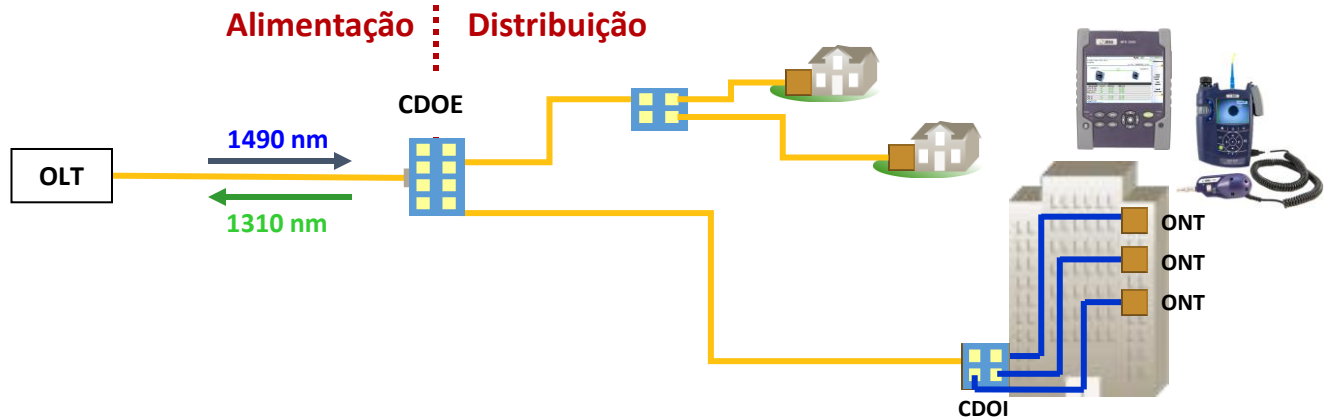 Alimentação
Distribuição
CDOE
1490 nm
OLT
1310 nm
ONT
ONT
ONT
CDOI